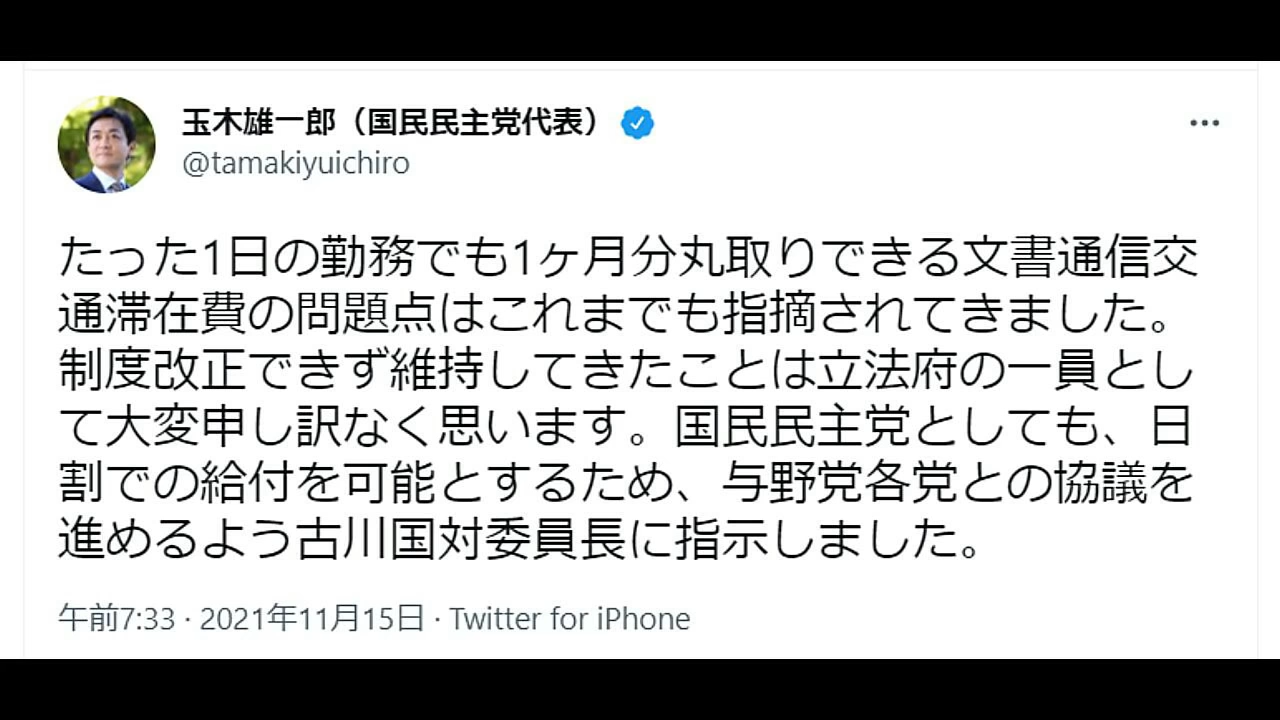 玉木雄一郎（国民民主党代表）
@tamakiyuichiro
たった1日の勤務でも1ヶ月分丸取りできる文書通信交
通滞在費の問題点はこれまでも指摘されてきました。
制度改正できず維持してきたことは立法府の一員とし
て大変申し訳なく思います。国民民主党としても、日
割での給付を可能とするため、与野党各党との協議を
進めるよう古川国対委員長に指示しました。
午前7:33 · 2021年11月15日 · Twitter for iPhone